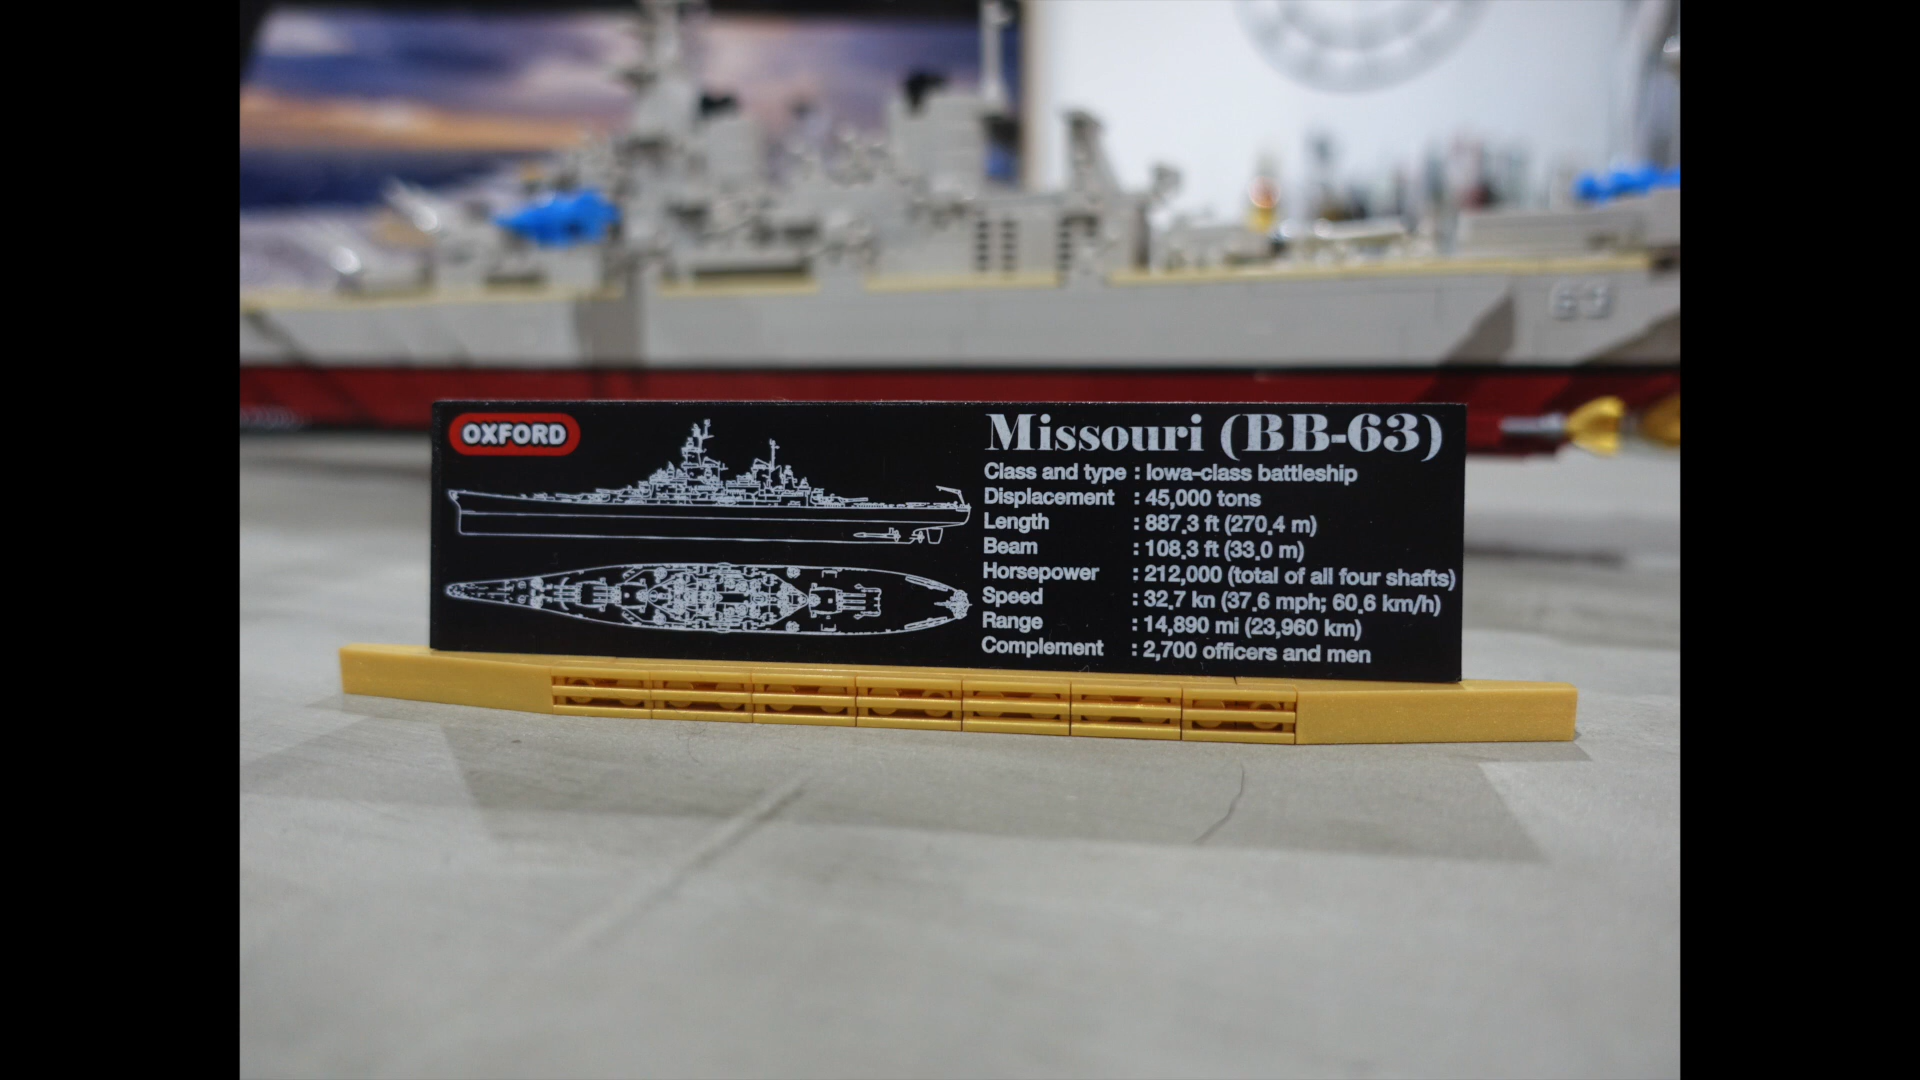 63
OXFORD
Missouri (BB-63)
Class and type : Iowa-class battleship
Displacement : 45,000 tons
Length : 887.3 ft (270.4 m)
Beam : 108.3 ft (33.0 m)
Horsepower : 212,000 (total of all four shafts)
Speed : 32.7 kn (37.6 mph; 60.6 km/h)
Range : 14,890 mi (23,960 km)
Complement : 2,700 officers and men